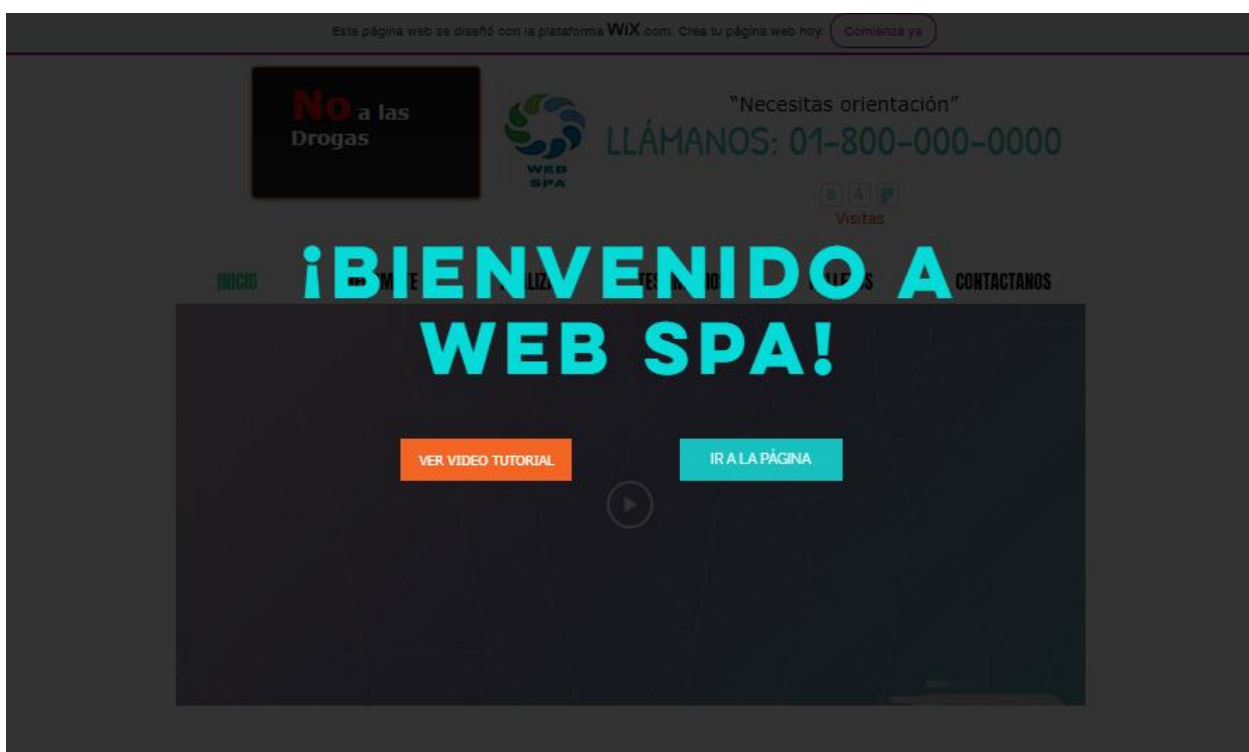 Este página web se diseñó con la plataforma WiX.com. Crea tu página web hoy. Comienza ya
No a las
Drogas
WEB
SPA
“Necesitas orientación”
LLÁMANOS: 01-800-000-0000
Visitas
INICIO CONTACTANOS
¡BIENVENIDO A
WEB SPA!
VER VIDEO TUTORIAL IR A LA PÁGINA